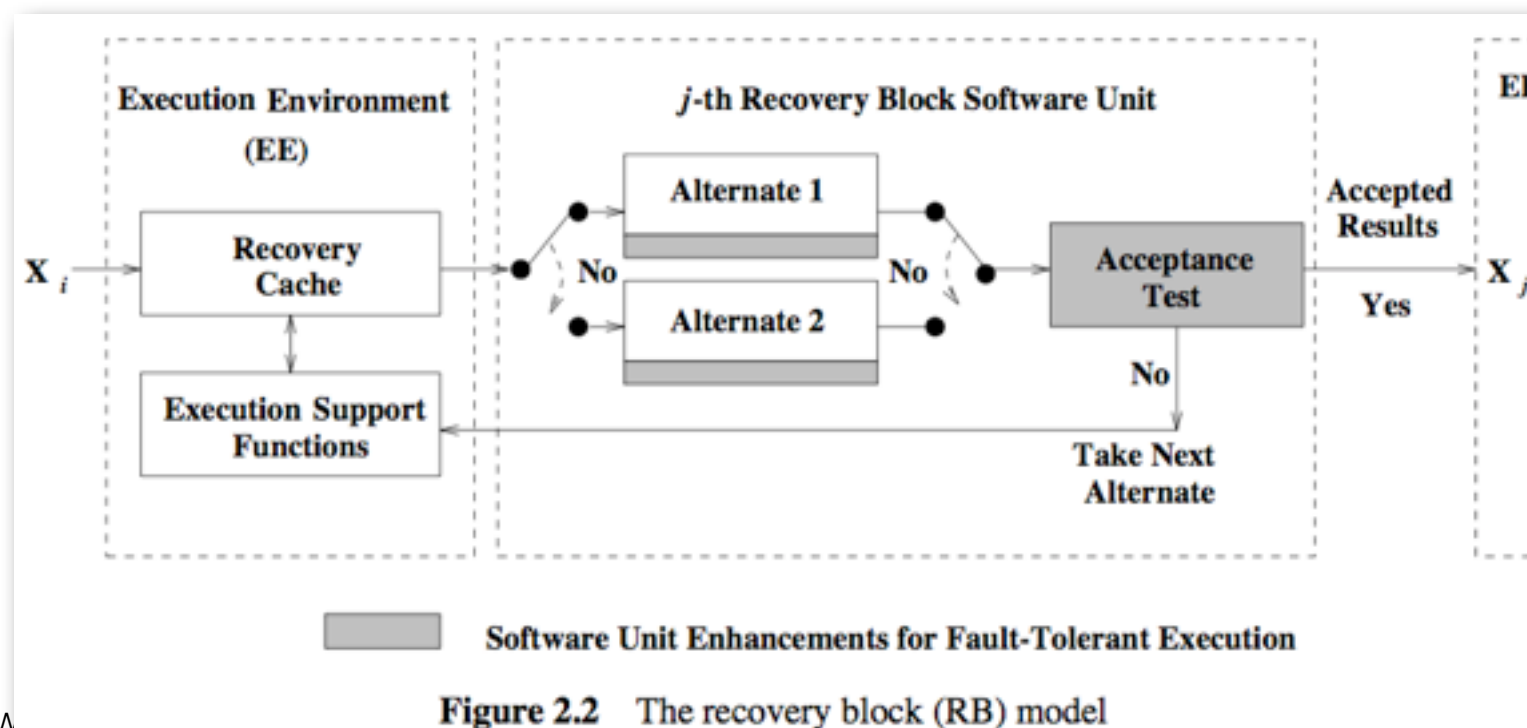 Execution Environment
(EE)
j-th Recovery Block Software Unit
X i
Recovery
Cache
Execution Support
Functions
No
Alternate 1
Alternate 2
No
Acceptance
Test
No
Take Next
Alternate
Accepted
Results
Yes
X j
Software Unit Enhancements for Fault-Tolerant Execution
Figure 2.2 The recovery block (RB) model